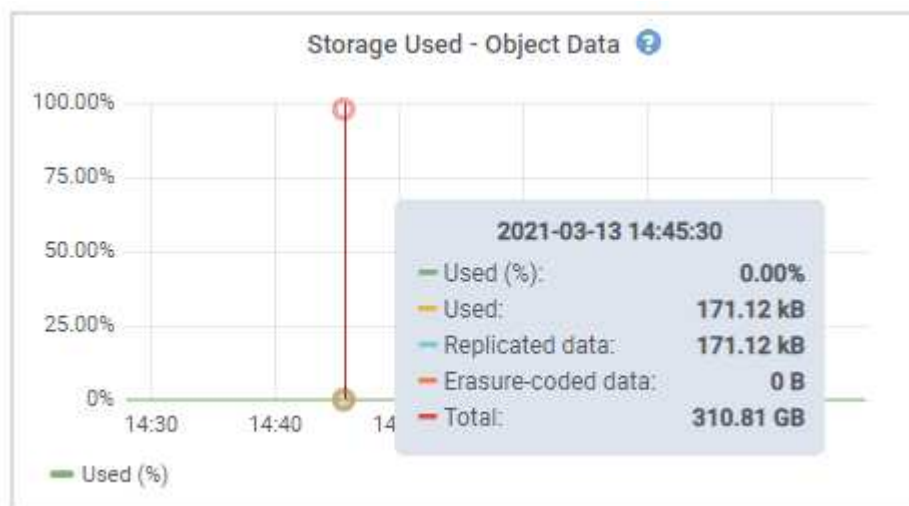 Storage Used - Object Data ?
100.00%
75.00%
50.00%
25.00%
0%
14:30
14:40
14
2021-03-13 14:45:30
Used (%): 0.00%
Used: 171.12 kB
Replicated data: 171.12 kB
Erasure-coded data: 0 B
Total: 310.81 GB
Used (%)